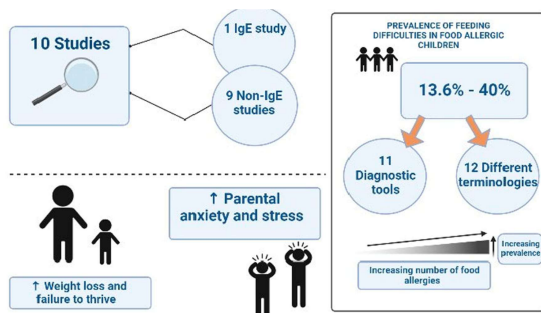 10 Studies
1 IgE study
9 Non-IgE
studies
↑ Parental
anxiety and stress
↑ Weight loss and
failure to thrive
PREVALENCE OF FEEDING
DIFFICULTIES IN FOOD ALLERGIC
CHILDREN
13.6% - 40%
11
Diagnostic
tools
12 Different
terminologies
Increasing
prevalence
Increasing number of food
allergies